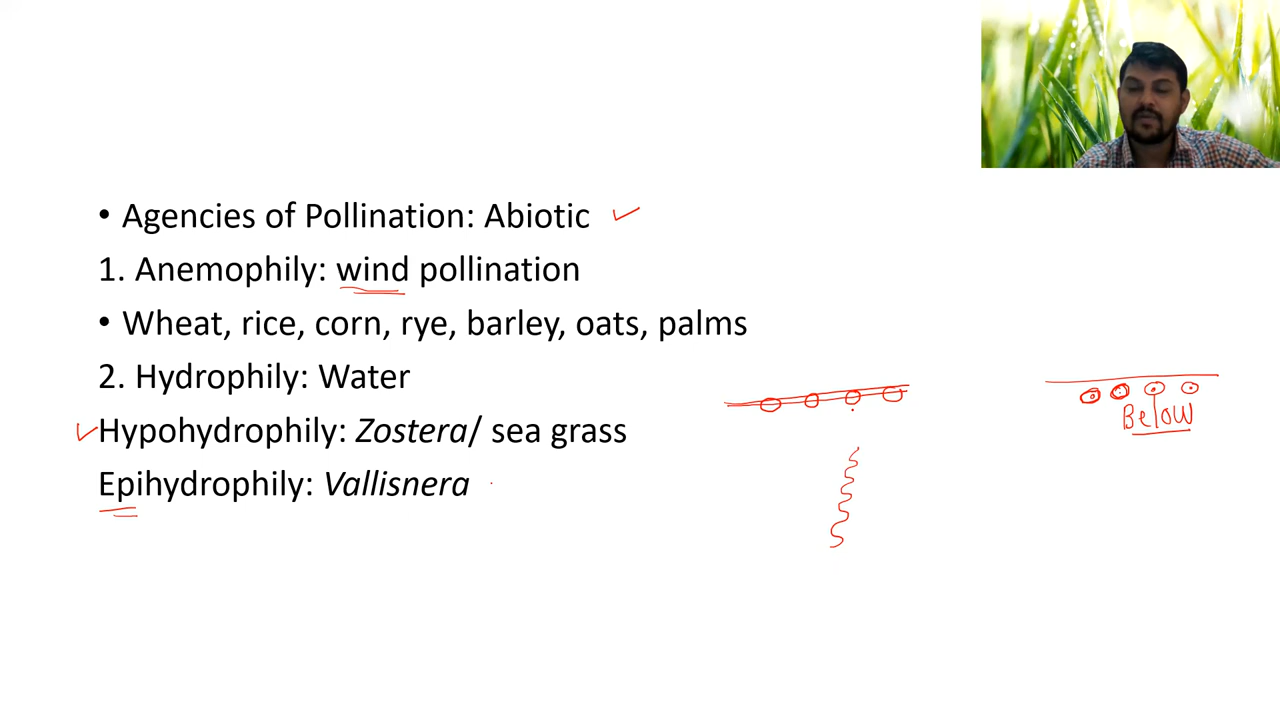 • Agencies of Pollination: Abiotic
1. Anemophily: wind pollination
• Wheat, rice, corn, rye, barley, oats, palms
2. Hydrophily: Water
Hypohydrophily: Zostera/ sea grass
Epihydrophily: Vallisnera
Below